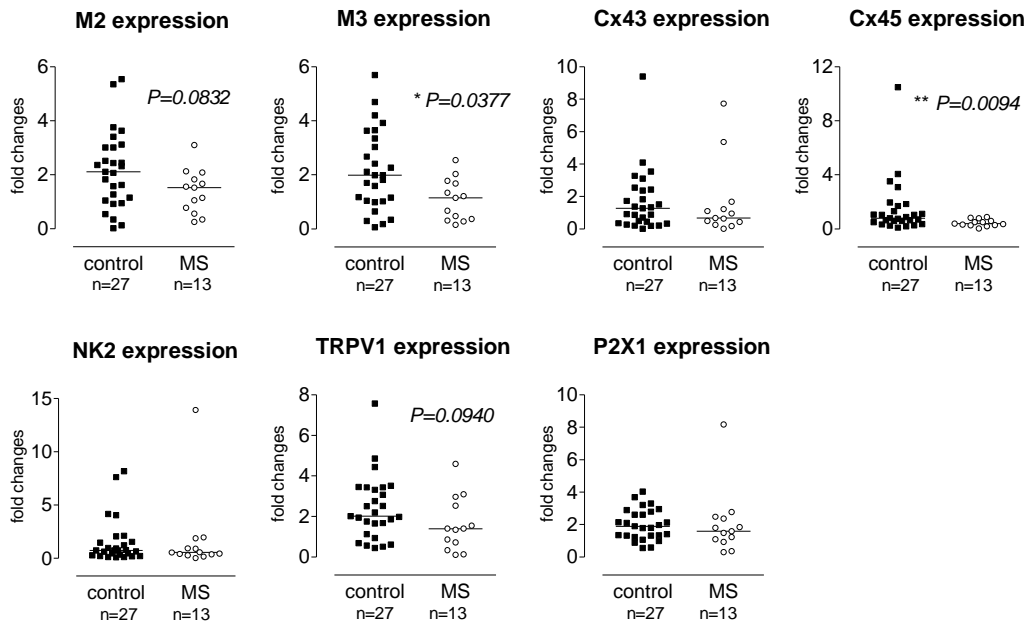 M2 expression
M3 expression
Cx43 expression
Cx45 expression
fold changes
6
4
2
0
P=0.0832
control
MS
n=27
n=13
fold changes
6
4
2
0
* P=0.0377
control
MS
n=27
n=13
fold changes
10
8
6
4
2
0
control
MS
n=27
n=13
fold changes
12
8
4
0
** P=0.0094
control
MS
n=27
n=13
NK2 expression
TRPV1 expression
P2X1 expression
fold changes
15
10
5
0
control
MS
n=27
n=13
fold changes
8
6
4
2
0
P=0.0940
control
MS
n=27
n=13
fold changes
10
8
6
4
2
0
control
MS
n=27
n=13